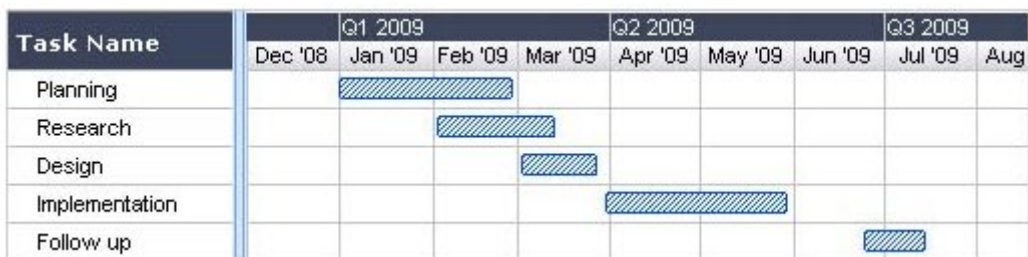 Task Name
Q1 2009 Q2 2009 Q3 2009
Dec '08 Jan '09 Feb '09 Mar '09 Apr '09 May '09 Jun '09 Jul '09 Aug
Planning
Research
Design
Implementation
Follow up